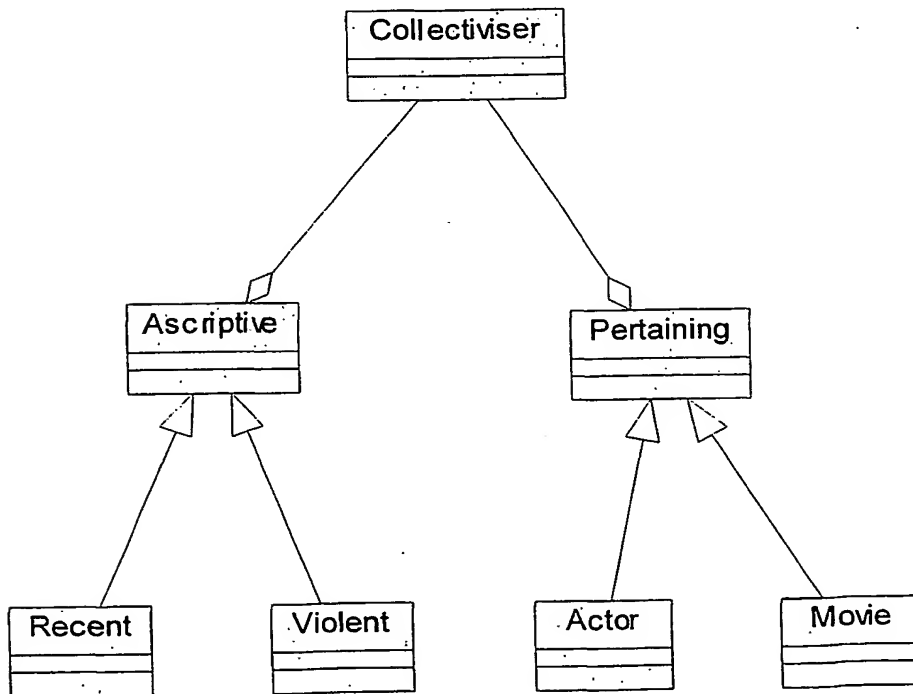 Collectiviser
Ascriptive
Pertaining
Recent
Violent
Actor
Movie